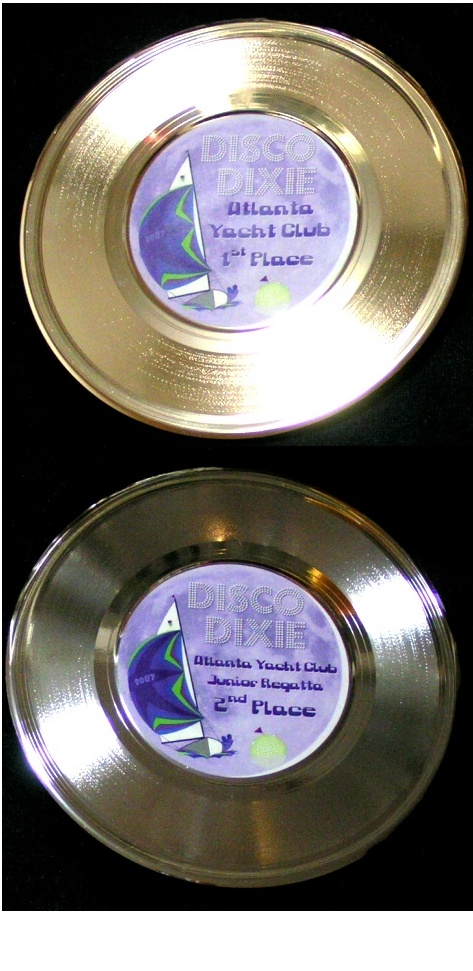 DISCO
DIXIE
Atlanta
Yacht Club
1st Place
2007
DISCO
DIXIE
Atlanta Yacht Club
Junior Regatta
2nd Place
2007